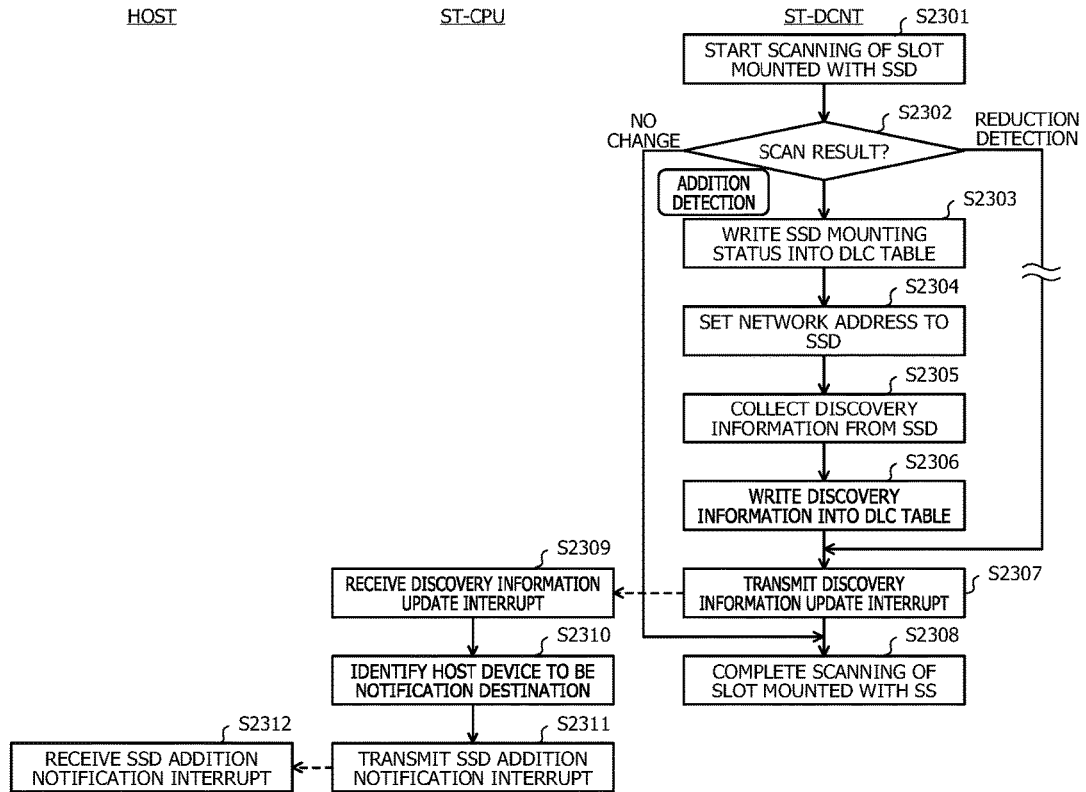 HOST
ST-CPU
ST-DCNT
S2301
START SCANNING OF SLOT
MOUNTED WITH SSD
S2302
NO
CHANGE
REDUCTION
DETECTION
SCAN RESULT?
ADDITION
DETECTION
S2303
WRITE SSD MOUNTING
STATUS INTO DLC TABLE
S2304
SET NETWORK ADDRESS TO
SSD
S2305
COLLECT DISCOVERY
INFORMATION FROM SSD
S2306
WRITE DISCOVERY
INFORMATION INTO DLC TABLE
S2309
RECEIVE DISCOVERY INFORMATION
UPDATE INTERRUPT
S2307
TRANSMIT DISCOVERY
INFORMATION UPDATE INTERRUPT
S2310
IDENTIFY HOST DEVICE TO BE
NOTIFICATION DESTINATION
S2308
COMPLETE SCANNING OF
SLOT MOUNTED WITH SS
S2312
RECEIVE SSD ADDITION
NOTIFICATION INTERRUPT
S2311
TRANSMIT SSD ADDITION
NOTIFICATION INTERRUPT